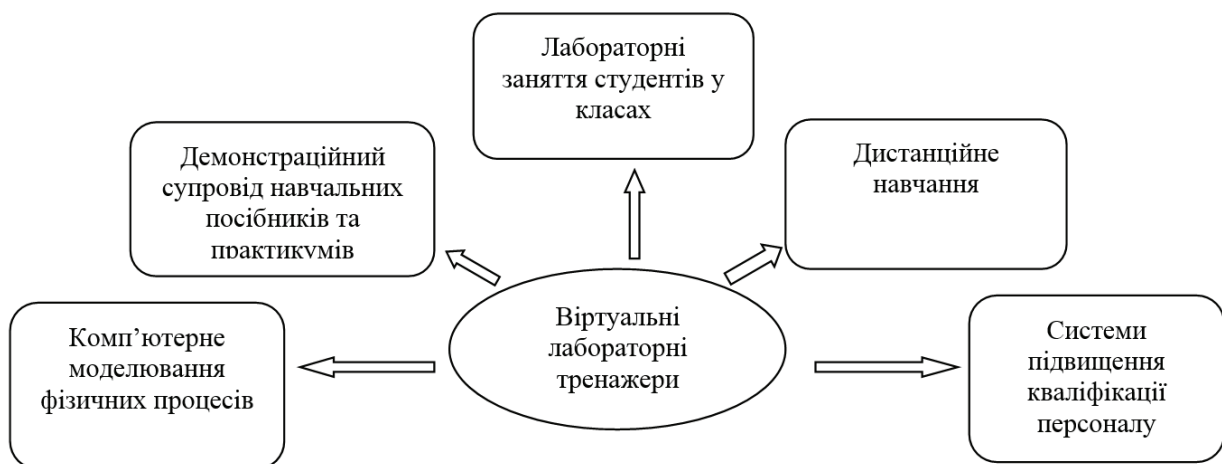 Лабораторні
заняття студентів у
класах
Демонстраційний
супровід навчальних
посібників та
практикумів
Дистанційне
навчання
Комп’ютерне
моделювання
фізичних процесів
Віртуальні
лабораторні
тренажери
Системи
підвищення
кваліфікації
персоналу